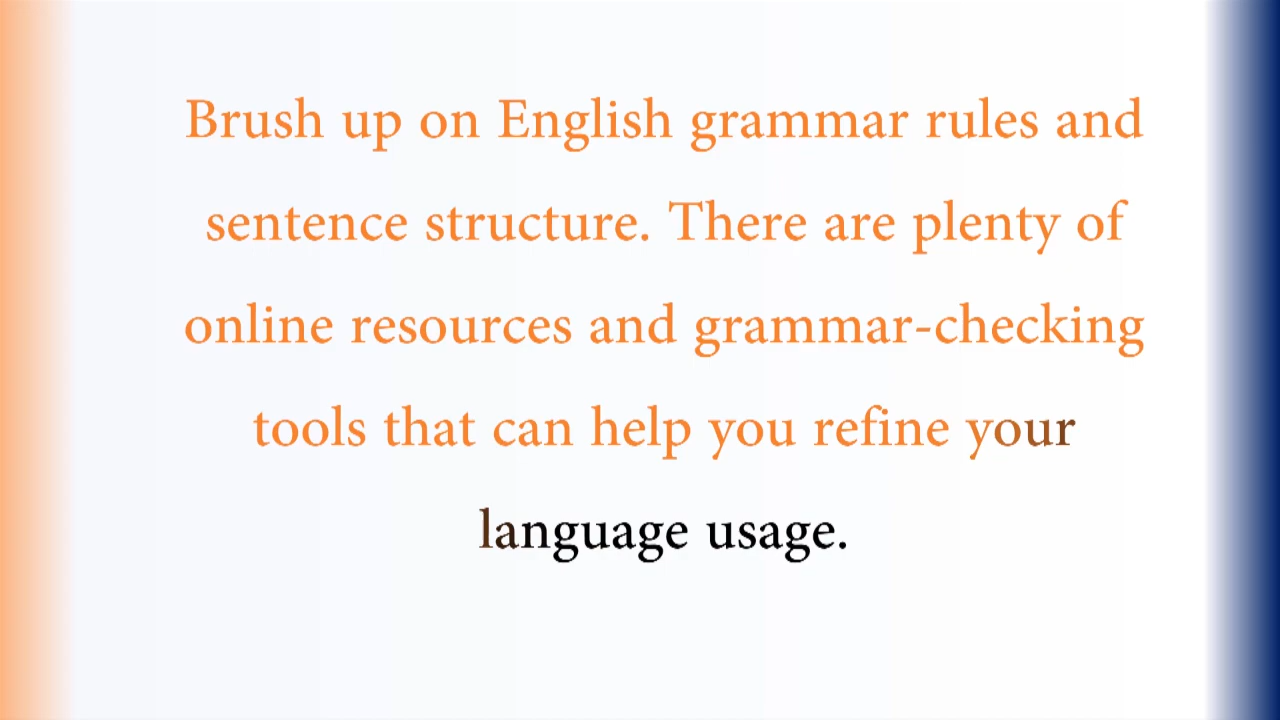 Brush up on English grammar rules and
sentence structure. There are plenty of
online resources and grammar-checking
tools that can help you refine your
language usage.